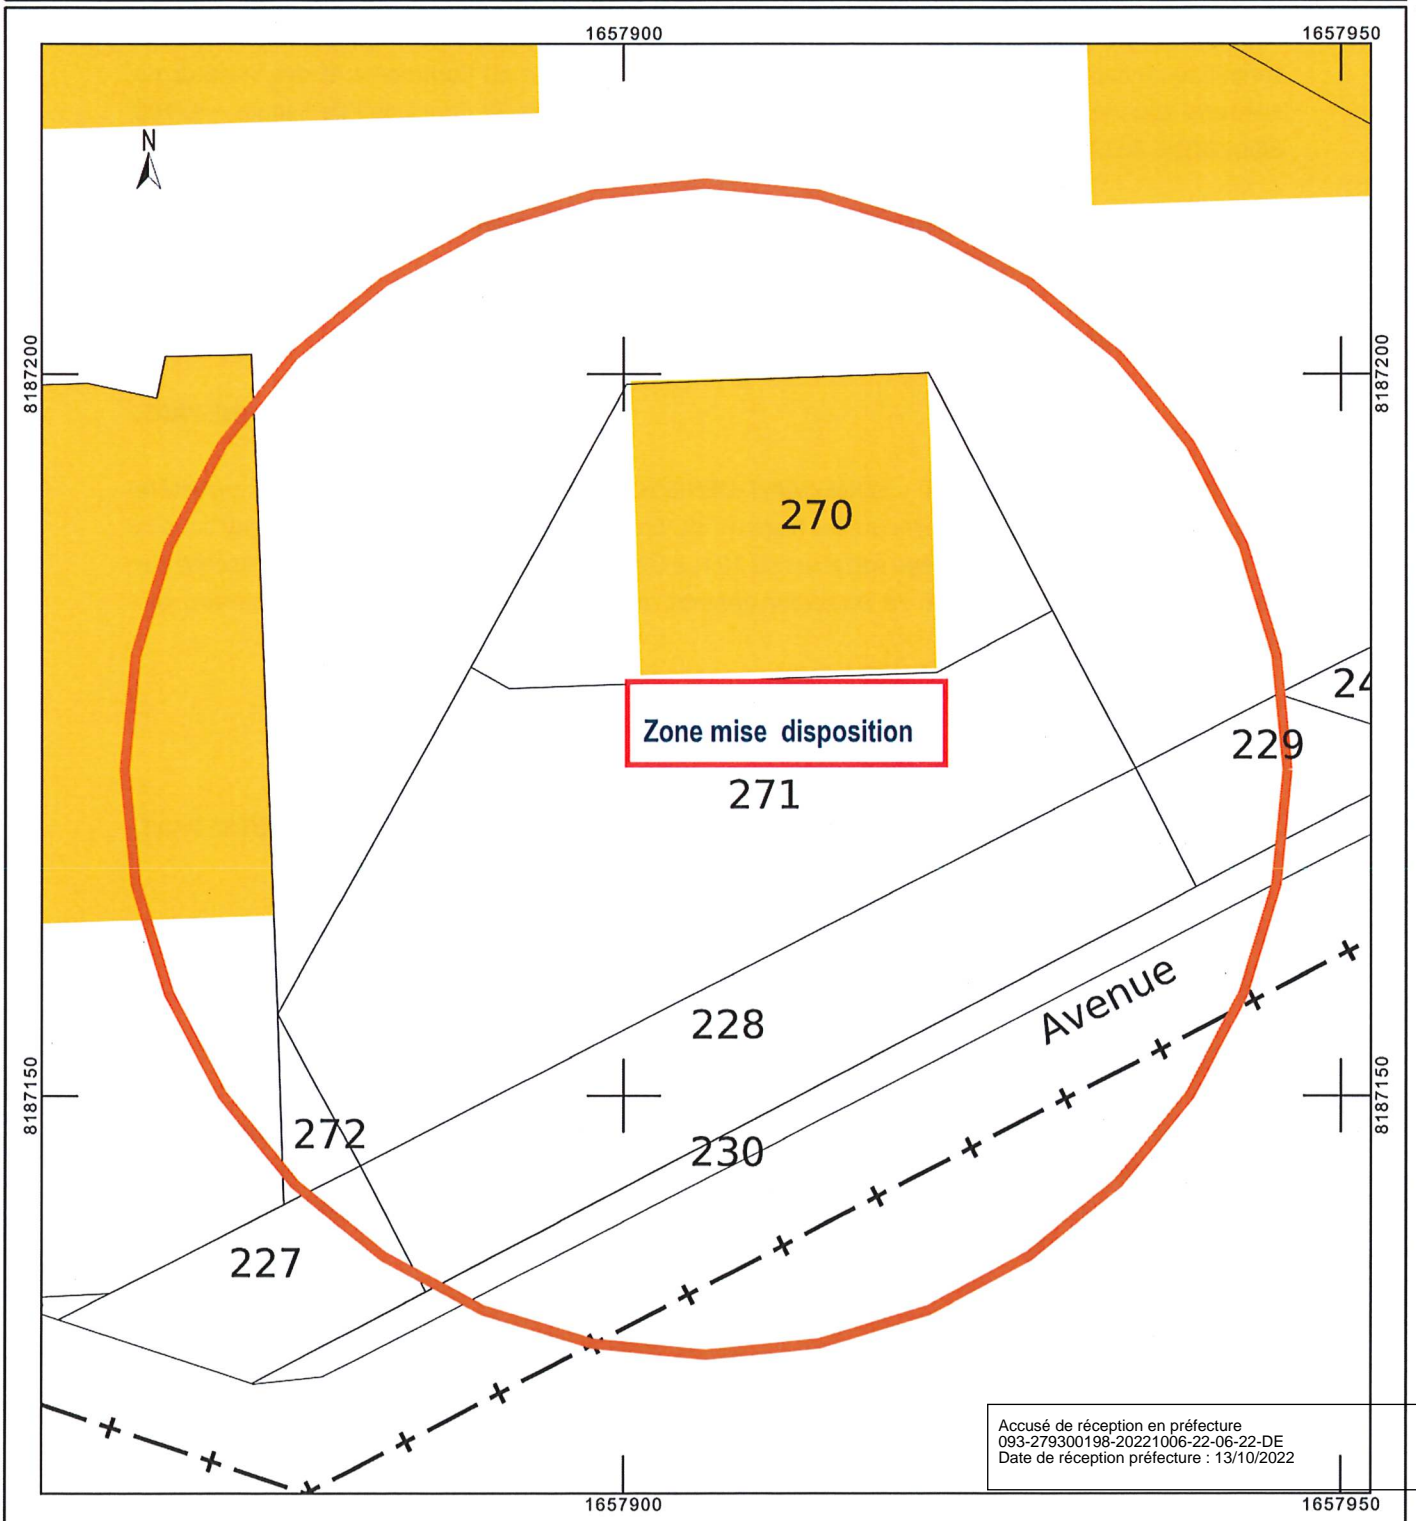 1657900
1657950
N
8187200
8187200
270
24
Zone mise disposition
229
271
Avenue
228
8187150
8187150
272
230
227
Accusé de réception en préfecture
093-279300198-20221006-22-06-22-DE
Date de réception préfecture : 13/10/2022
1657900
1657950